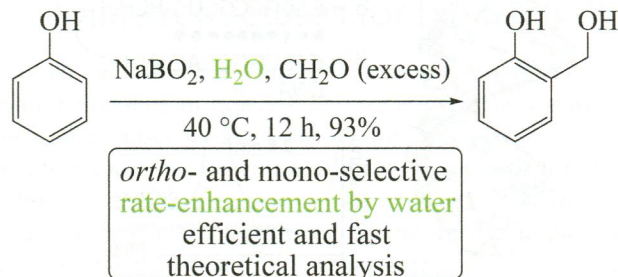 OH
NaBO₂, H₂O, CH₂O (excess)
40 °C, 12 h, 93%
OH
OH
ortho- and mono-selective
rate-enhancement by water
efficient and fast
theoretical analysis